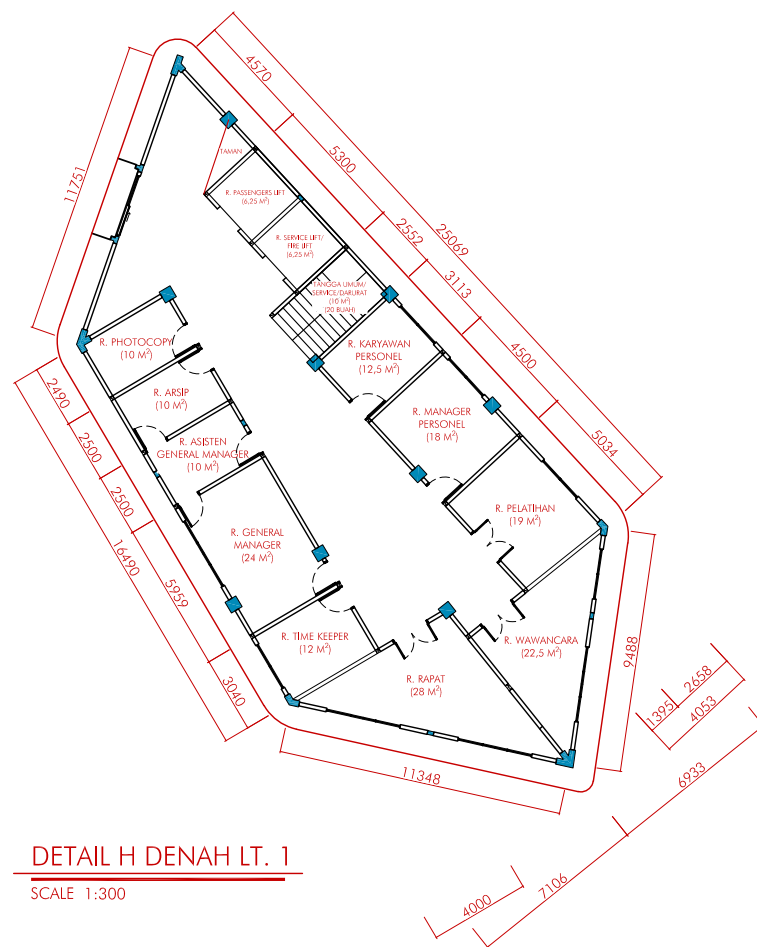 4570
5300
2552
25069
3113
4500
5034
11751
TAMAN
R. PASSENGERS LIFT
(6,25 M²)
R. SERVICE LIFT/
FIRE LIFT
(6,25 M²)
TANGGA UMUM/
SERVICE/DARURAT
(10 M²)
(20 BUAH)
R. PHOTOCOPY
(10 M²)
R. KARYAWAN
PERSONEL
(12,5 M²)
R. ARSIP
(10 M²)
R. MANAGER
PERSONEL
(18 M²)
R. ASISTEN
GENERAL MANAGER
(10 M²)
R. PELATIHAN
(19 M²)
R. GENERAL
MANAGER
(24 M²)
R. TIME KEEPER
(12 M²)
R. WAWANCARA
(22,5 M²)
R. RAPAT
(28 M²)
2490
2500
2500
16490
5959
3040
9488
11348
1395
2658
4053
6933
7106
4000
DETAIL H DENAH LT. 1
SCALE 1:300